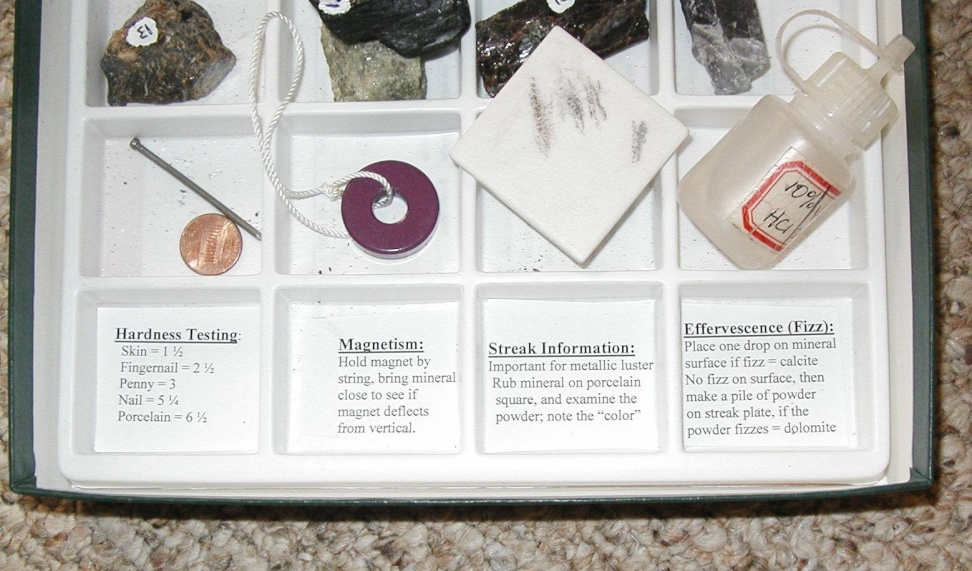 13
10%
HCl
Hardness Testing:
Skin = 1 ½
Fingernail = 2 ½
Penny = 3
Nail = 5 ¼
Porcelain = 6 ½
Magnetism:
Hold magnet by
string, bring mineral
close to see if
magnet deflects
from vertical.
Streak Information:
Important for metallic luster
Rub mineral on porcelain
square, and examine the
powder; note the “color”
Effervescence (Fizz):
Place one drop on mineral
surface if fizz = calcite
No fizz on surface, then
make a pile of powder
on streak plate, if the
powder fizzes = dolomite